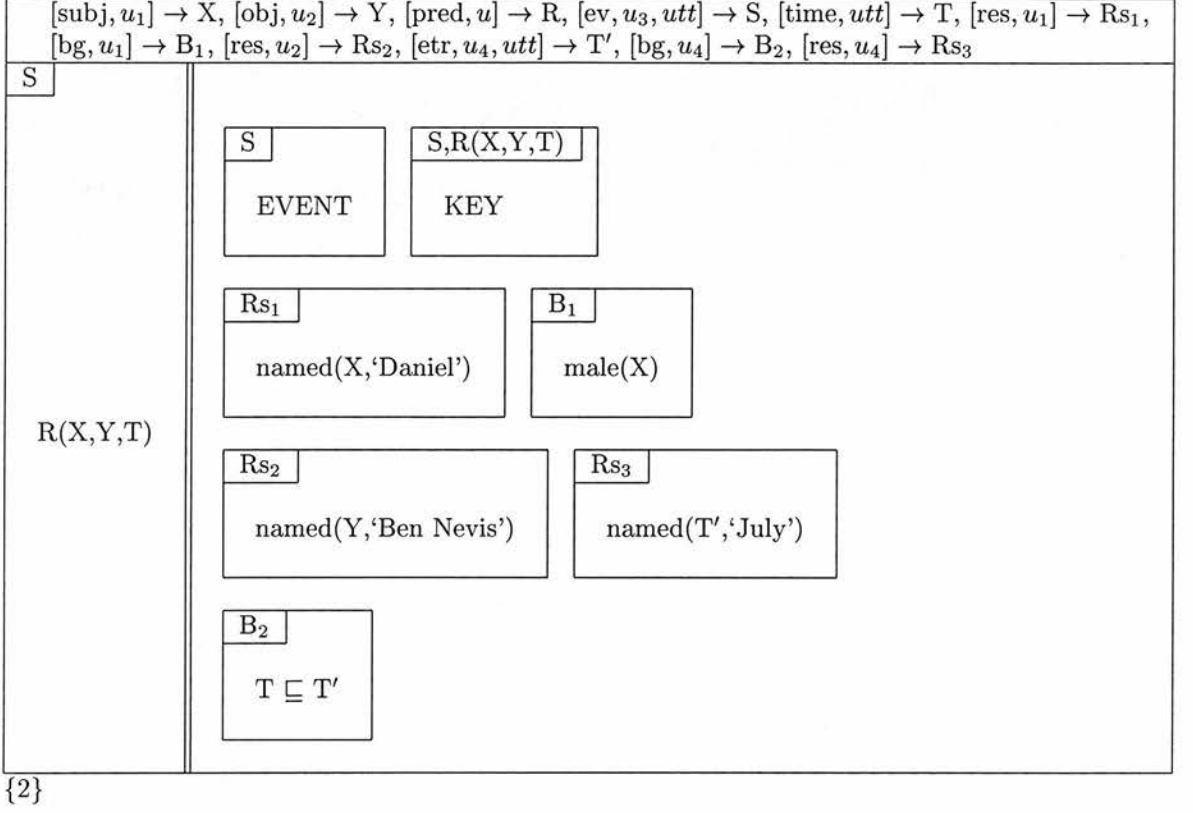 [subj, u₁] → X, [obj, u₂] → Y, [pred, u] → R, [ev, u₃, utt] → S, [time, utt] → T, [res, u₁] → Rs₁,
[bg, u₁] → B₁, [res, u₂] → Rs₂, [etr, u₄, utt] → T′, [bg, u₄] → B₂, [res, u₄] → Rs₃
S
S S,R(X,Y,T)
EVENT KEY
Rs₁ B₁
named(X,‘Daniel’) male(X)
R(X,Y,T)
Rs₂ Rs₃
named(Y,‘Ben Nevis’) named(T′,‘July’)
B₂
T ⊑ T′
{2}